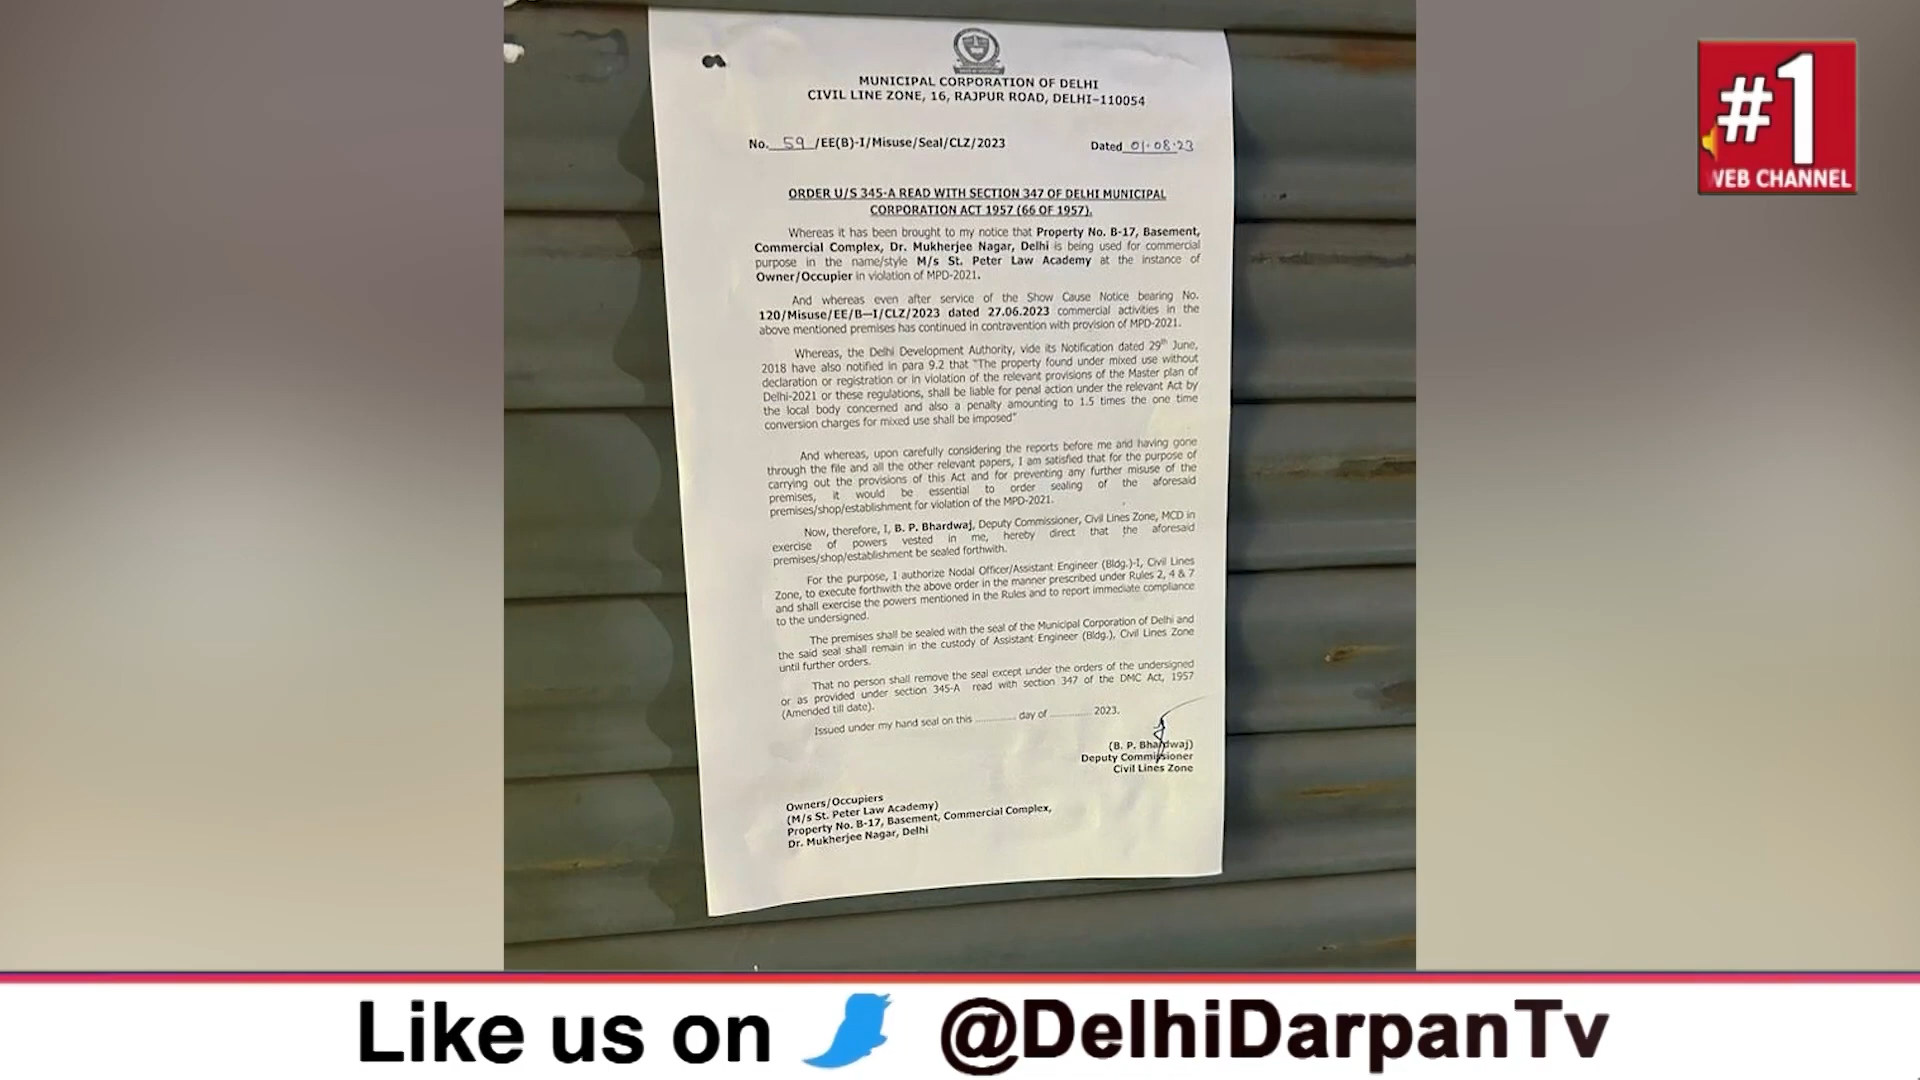 MUNICIPAL CORPORATION OF DELHI
CIVIL LINE ZONE, 16, RAJPUR ROAD, DELHI-110054
No. 59 /EE(B)-I/Misuse/Seal/CLZ/2023 Dated 01.08.23
ORDER U/S 345-A READ WITH SECTION 347 OF DELHI MUNICIPAL
CORPORATION ACT 1957 (66 OF 1957).
Whereas it has been brought to my notice that Property No. B-17, Basement,
Commercial Complex, Dr. Mukherjee Nagar, Delhi is being used for commercial
purpose in the name/style M/s St. Peter Law Academy at the instance of
Owner/Occupier in violation of MPD-2021.
And whereas even after service of the Show Cause Notice bearing No.
120/Misuse/EE/B—I/CLZ/2023 dated 27.06.2023 commercial activities in the
above mentioned premises has continued in contravention with provision of MPD-2021.
Whereas, the Delhi Development Authority, vide its Notification dated 29th June,
2018 have also notified in para 9.2 that "The property found under mixed use without
declaration or registration or in violation of the relevant provisions of the Master plan of
Delhi-2021 or these regulations, shall be liable for penal action under the relevant Act by
the local body concerned and also a penalty amounting to 1.5 times the one time
conversion charges for mixed use shall be imposed"
And whereas, upon carefully considering the reports before me and having gone
through the file and all the other relevant papers, I am satisfied that for the purpose of
carrying out the provisions of this Act and for preventing any further misuse of the
premises, it would be essential to order sealing of the aforesaid
premises/shop/establishment for violation of the MPD-2021.
Now, therefore, I, B. P. Bhardwaj, Deputy Commissioner, Civil Lines Zone, MCD in
exercise of powers vested in me, hereby direct that the aforesaid
premises/shop/establishment be sealed forthwith.
For the purpose, I authorize Nodal Officer/Assistant Engineer (Bldg.)-I, Civil Lines
Zone, to execute forthwith the above order in the manner prescribed under Rules 2, 4 & 7
and shall exercise the powers mentioned in the Rules and to report immediate compliance
to the undersigned.
The premises shall be sealed with the seal of the Municipal Corporation of Delhi and
the said seal shall remain in the custody of Assistant Engineer (Bldg.), Civil Lines Zone
until further orders.
That no person shall remove the seal except under the orders of the undersigned
or as provided under section 345-A read with section 347 of the DMC Act, 1957
(Amended till date).
Issued under my hand seal on this ............ day of ............ 2023.
(B. P. Bhardwaj)
Deputy Commissioner
Civil Lines Zone
Owners/Occupiers
(M/s St. Peter Law Academy)
Property No. B-17, Basement, Commercial Complex,
Dr. Mukherjee Nagar, Delhi
#1
WEB CHANNEL
Like us on @DelhiDarpanTv